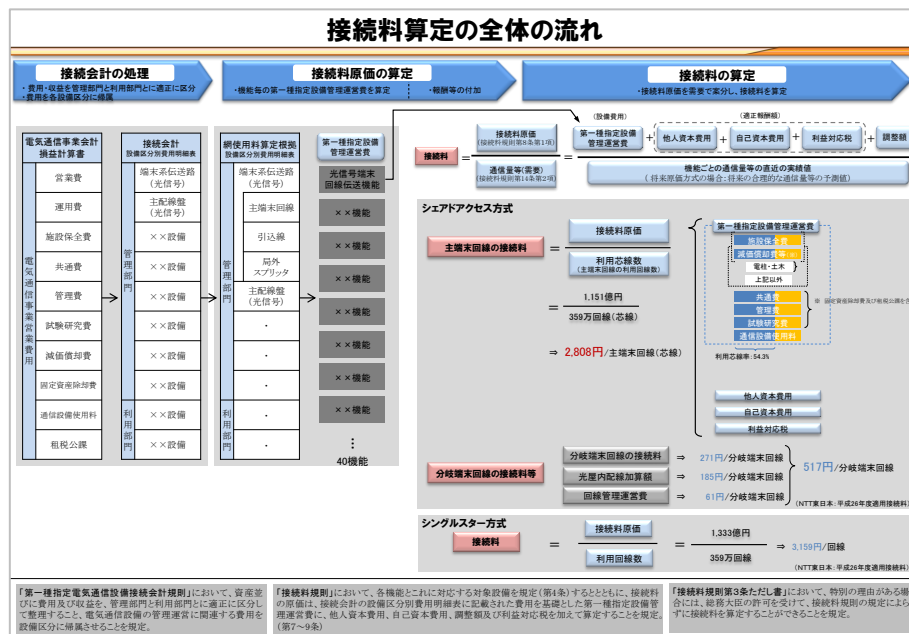 接続料算定の全体の流れ
接続会計の処理
・費用・収益を管理部門と利用部門とに適正に区分
・費用を各設備区分に帰属
接続料原価の算定
・機能毎の第一種指定設備管理運営費を算定
・報酬等の付加
接続料の算定
・接続料原価を需要で案分し、接続料を算定
電気通信事業会計
損益計算書
電気通信事業営業費用
営業費
運用費
施設保全費
共通費
管理費
試験研究費
減価償却費
固定資産除却費
通信設備使用料
租税公課
接続会計
設備区分別費用明細表
管理部門
利用部門
端末系伝送路
(光信号)
主配線盤
(光信号)
××設備
××設備
××設備
××設備
××設備
××設備
××設備
××設備
網使用料算定根拠
設備区分別費用明細表
管理部門
利用部門
端末系伝送路
(光信号)
主端末回線
引込線
局外
スプリッタ
主配線盤
(光信号)
・
・
・
・
・
第一種指定設備
管理運営費
光信号端末
回線伝送機能
××機能
××機能
××機能
××機能
××機能
××機能
××機能
⋮
40機能
接続料
=
接続料原価
(接続料規則第8条第1項)
通信量等(需要)
(接続料規則第14条第2項)
=
(設備費用)
第一種指定設備
管理運営費
+
(適正報酬額)
他人資本費用
+
自己資本費用
+
利益対応税
+
調整額
機能ごとの通信量等の直近の実績値
(将来原価方式の場合:将来の合理的な通信量等の予測値)
シェアドアクセス方式
主端末回線の接続料
=
接続料原価
利用芯線数
(主端末回線の利用回線数)
=
1,151億円
359万回線(芯線)
⇒ 2,808円/主端末回線(芯線)
第一種指定設備管理運営費
施設保全費
減価償却費等(※)
電柱・土木
上記以外
共通費
管理費
試験研究費
通信設備使用料
※ 固定資産除却費及び租税公課を含
利用芯線率:54.3%
他人資本費用
自己資本費用
利益対応税
分岐端末回線の接続料等
分岐端末回線の接続料 ⇒ 271円/分岐端末回線
光屋内配線加算額 ⇒ 185円/分岐端末回線
回線管理運営費 ⇒ 61円/分岐端末回線
517円/分岐端末回線
(NTT東日本:平成26年度適用接続料)
シングルスター方式
接続料
=
接続料原価
利用回線数
=
1,333億円
359万回線
⇒ 3,159円/回線
(NTT東日本:平成26年度適用接続料)
「第一種指定電気通信設備接続会計規則」において、資産並
びに費用及び収益を、管理部門と利用部門とに適正に区分し
て整理すること、電気通信設備の管理運営に関連する費用を
設備区分に帰属させることを規定。
「接続料規則」において、各機能とこれに対応する対象設備を規定(第4条)するとともに、接続料
の原価は、接続会計の設備区分別費用明細表に記載された費用を基礎とした第一種指定設備管
理運営費に、他人資本費用、自己資本費用、調整額及び利益対応税を加えて算定することを規定。
(第7~9条)
「接続料規則第3条ただし書」において、特別の理由がある場
合には、総務大臣の許可を受けて、接続料規則の規定によら
ずに接続料を算定することができることを規定。